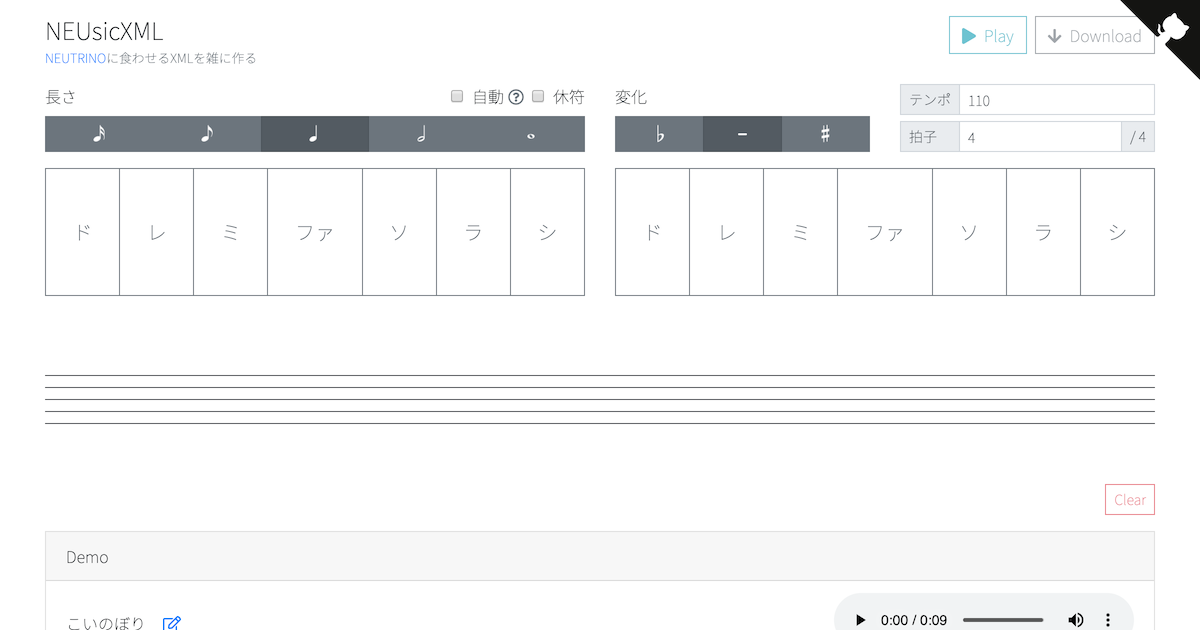 NEUsicXML
NEUTRINOに食わせるXMLを雑に作る
Play
Download
長さ
自動
休符
変化
テンポ 110
拍子 4 / 4
ド レ ミ ファ ソ ラ シ ド レ ミ ファ ソ ラ シ
Clear
Demo
こいのぼり
0:00 / 0:09